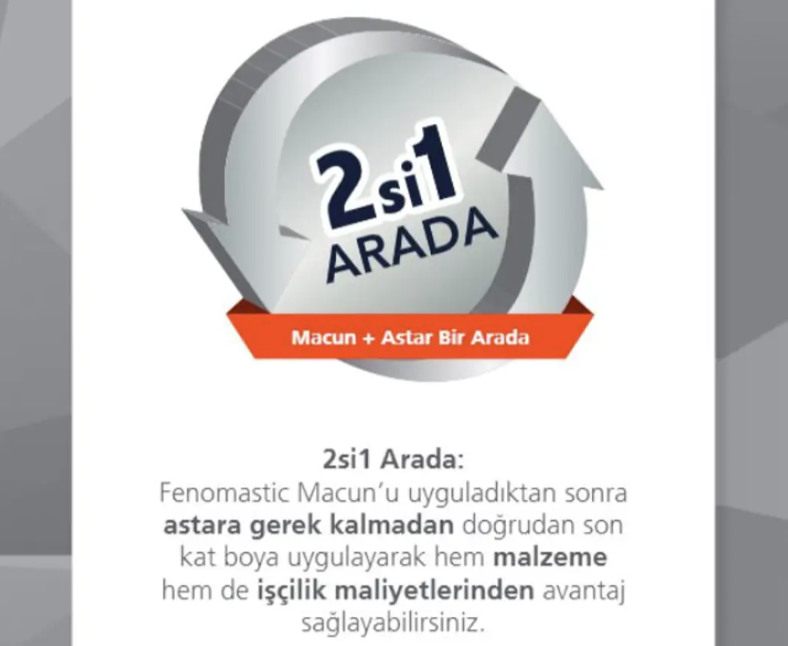 2si1
ARADA
Macun + Astar Bir Arada
2si1 Arada:
Fenomastic Macun'u uyguladıktan sonra
astara gerek kalmadan doğrudan son
kat boya uygulayarak hem malzeme
hem de işçilik maliyetlerinden avantaj
sağlayabilirsiniz.